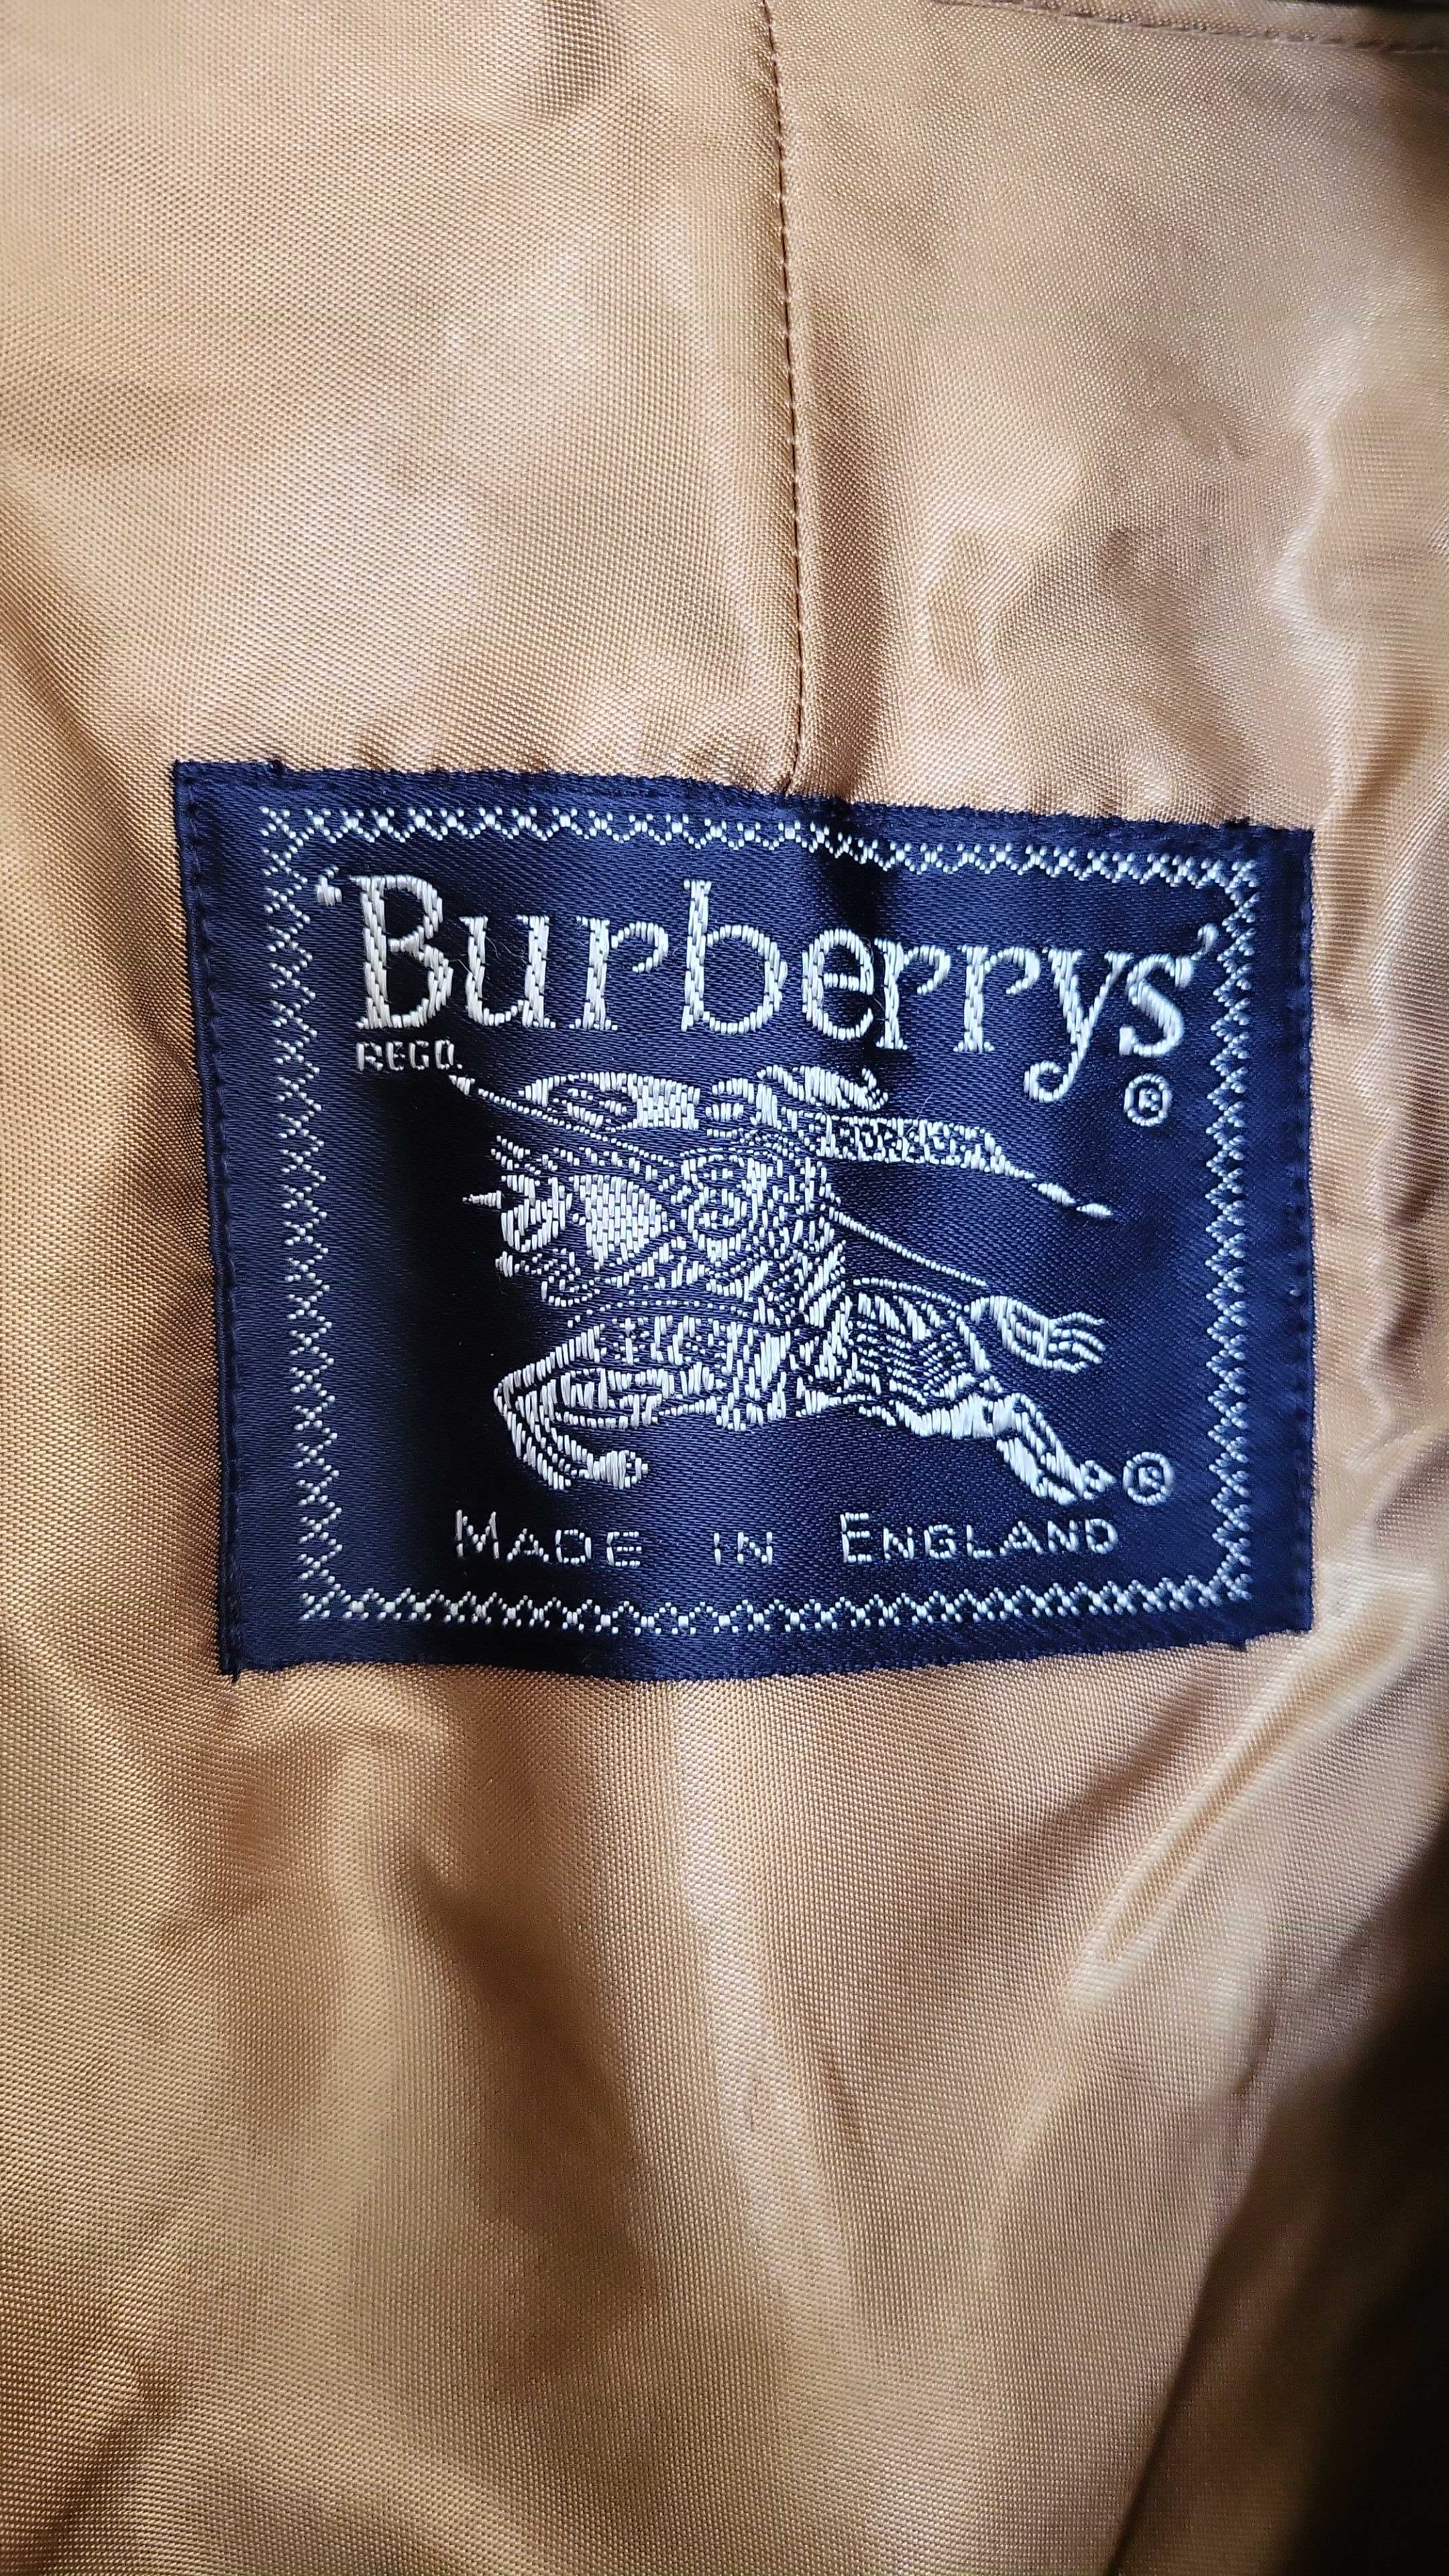 ‘Burberrys’
REGD.
®
®
MADE IN ENGLAND